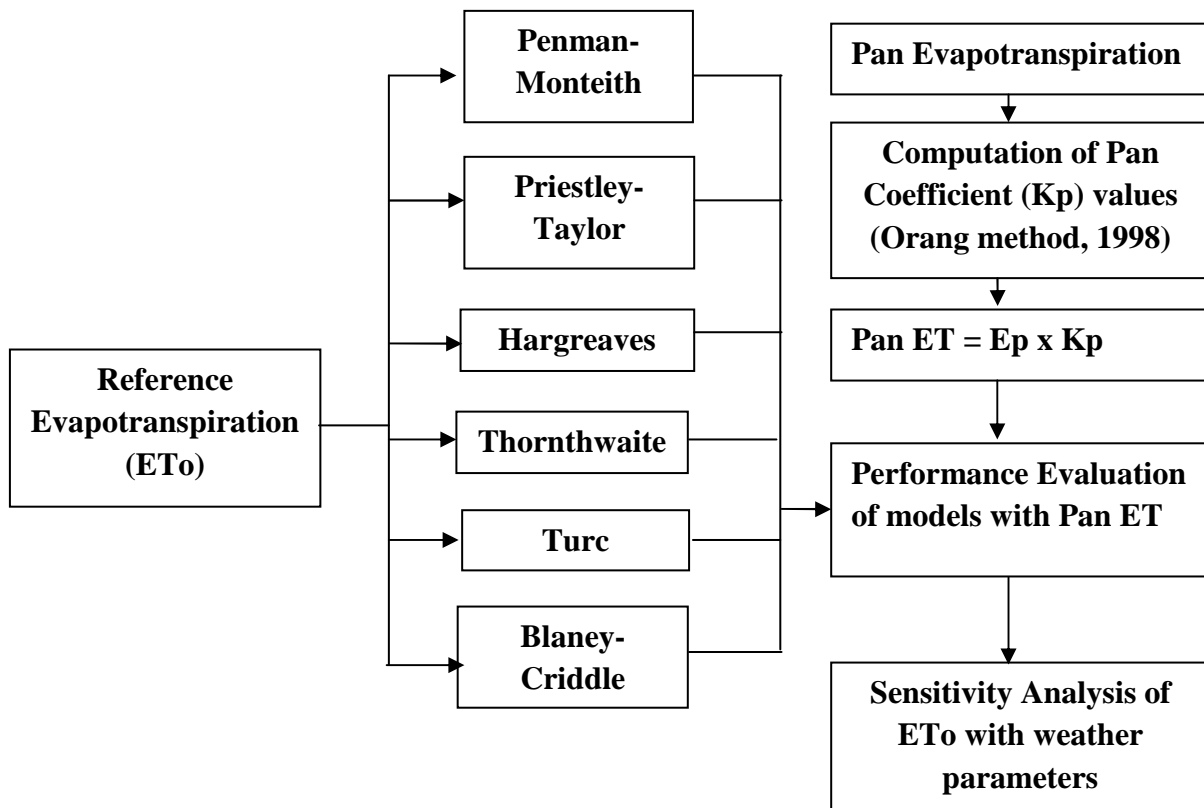 Reference
Evapotranspiration
(ETo)
Penman-
Monteith
Priestley-
Taylor
Hargreaves
Thornthwaite
Turc
Blaney-
Criddle
Pan Evapotranspiration
Computation of Pan
Coefficient (Kp) values
(Orang method, 1998)
Pan ET = Ep x Kp
Performance Evaluation
of models with Pan ET
Sensitivity Analysis of
ETo with weather
parameters